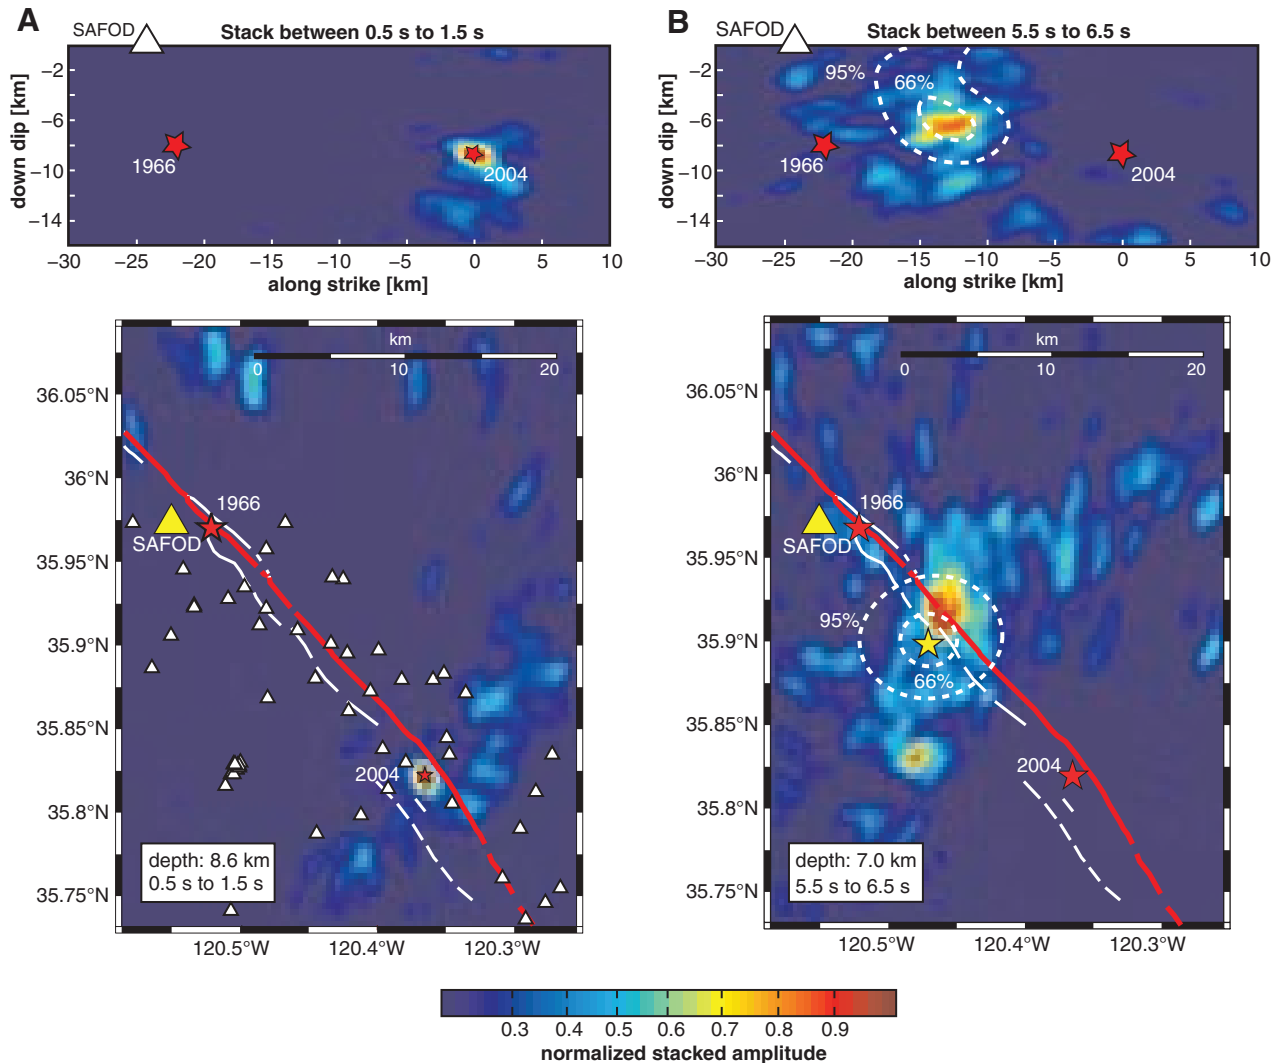 A
SAFOD
Stack between 0.5 s to 1.5 s
down dip [km]
−2
−6
−10
−14
1966
2004
−30 −25 −20 −15 −10 −5 0 5 10
along strike [km]
B
SAFOD
Stack between 5.5 s to 6.5 s
down dip [km]
−2
−6
−10
−14
95%
66%
1966
2004
−30 −25 −20 −15 −10 −5 0 5 10
along strike [km]
km
0 10 20
36.05°N
36°N
35.95°N
35.9°N
35.85°N
35.8°N
35.75°N
1966
SAFOD
2004
depth: 8.6 km
0.5 s to 1.5 s
120.5°W 120.4°W 120.3°W
km
0 10 20
36.05°N
36°N
35.95°N
35.9°N
35.85°N
35.8°N
35.75°N
1966
SAFOD
95%
66%
2004
depth: 7.0 km
5.5 s to 6.5 s
120.5°W 120.4°W 120.3°W
0.3 0.4 0.5 0.6 0.7 0.8 0.9
normalized stacked amplitude